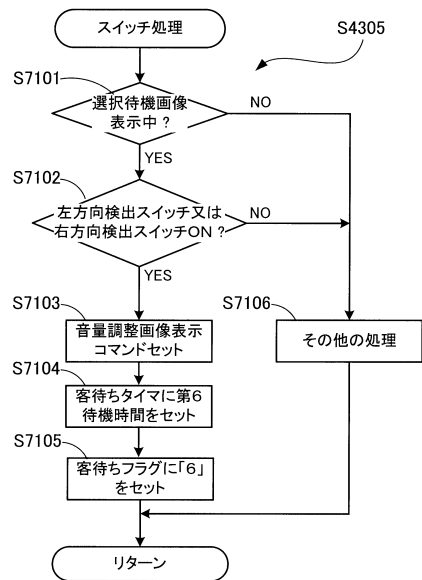 スイッチ処理
S4305
S7101
選択待機画像
表示中？
NO
YES
S7102
左方向検出スイッチ又は
右方向検出スイッチON？
NO
YES
S7103
音量調整画像表示
コマンドセット
S7106
その他の処理
S7104
客待ちタイマに第６
待機時間をセット
S7105
客待ちフラグに「６」
をセット
リターン